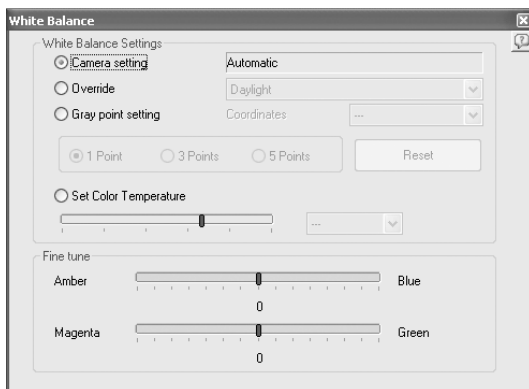 White Balance
White Balance Settings
Camera setting Automatic
Override Daylight
Gray point setting Coordinates ---
1 Point 3 Points 5 Points Reset
Set Color Temperature
---
Fine tune
Amber Blue
0
Magenta Green
0